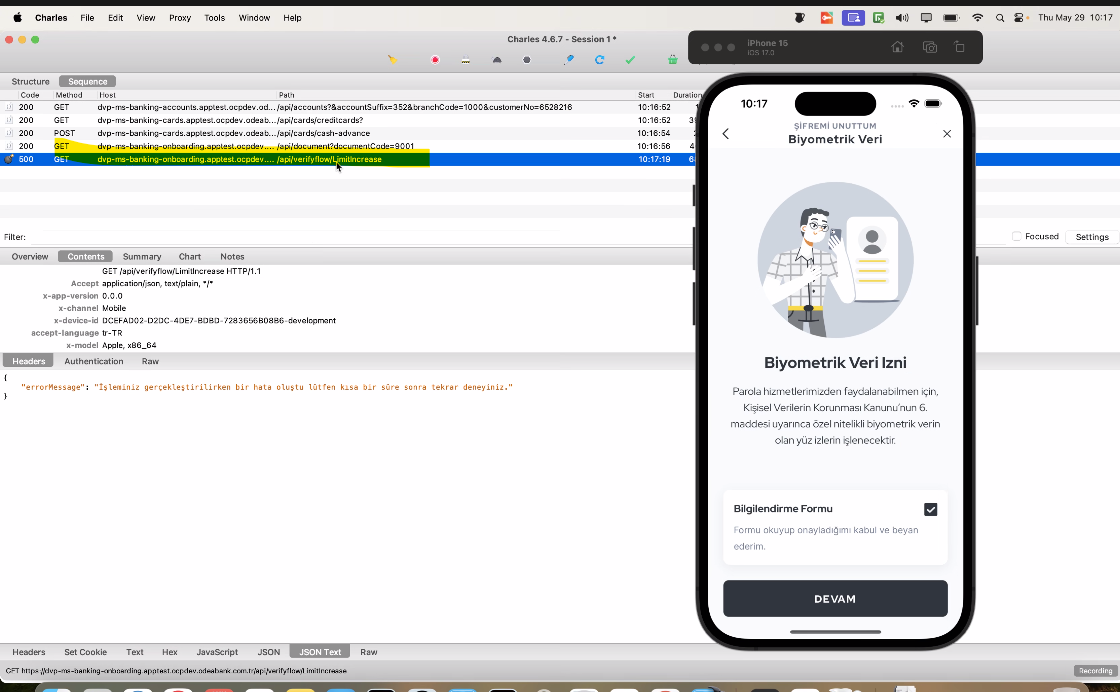 Charles File Edit View Proxy Tools Window Help
Thu May 29 10:17
Charles 4.6.7 - Session 1 *
iPhone 15
iOS 17.0
Structure Sequence
Code Method Host Path Start Duration
200 GET dvp-ms-banking-accounts.apptest.ocpdev.od... /api/accounts?&accountSuffix=352&branchCode=1000&customerNo=6528216 10:16:52
200 GET dvp-ms-banking-cards.apptest.ocpdev.odeab... /api/cards/creditcards? 10:16:52
200 POST dvp-ms-banking-cards.apptest.ocpdev.odeab... /api/cards/cash-advance 10:16:54
200 GET dvp-ms-banking-onboarding.apptest.ocpdev.... /api/document?documentCode=9001 10:16:56
500 GET dvp-ms-banking-onboarding.apptest.ocpdev.... /api/verifyflow/LimitIncrease 10:17:19
Filter:
Focused Settings
Overview Contents Summary Chart Notes
GET /api/verifyflow/LimitIncrease HTTP/1.1
Accept application/json, text/plain, */*
x-app-version 0.0.0
x-channel Mobile
x-device-id DCEFAD02-D2DC-4DE7-BDBD-7283656B08B6-development
accept-language tr-TR
x-model Apple, x86_64
Headers Authentication Raw
{
"errorMessage": "İşleminiz gerçekleştirilirken bir hata oluştu lütfen kısa bir süre sonra tekrar deneyiniz."
}
Headers Set Cookie Text Hex JavaScript JSON JSON Text Raw
GET https://dvp-ms-banking-onboarding.apptest.ocpdev.odeabank.com.tr/api/verifyflow/LimitIncrease
Recording
10:17
ŞİFREMİ UNUTTUM
Biyometrik Veri
Biyometrik Veri Izni
Parola hizmetlerimizden faydalanabilmen için,
Kişisel Verilerin Korunması Kanunu'nun 6.
maddesi uyarınca özel nitelikli biyometrik verin
olan yüz izlerin işlenecektir.
Bilgilendirme Formu
Formu okuyup onayladığımı kabul ve beyan
ederim.
DEVAM